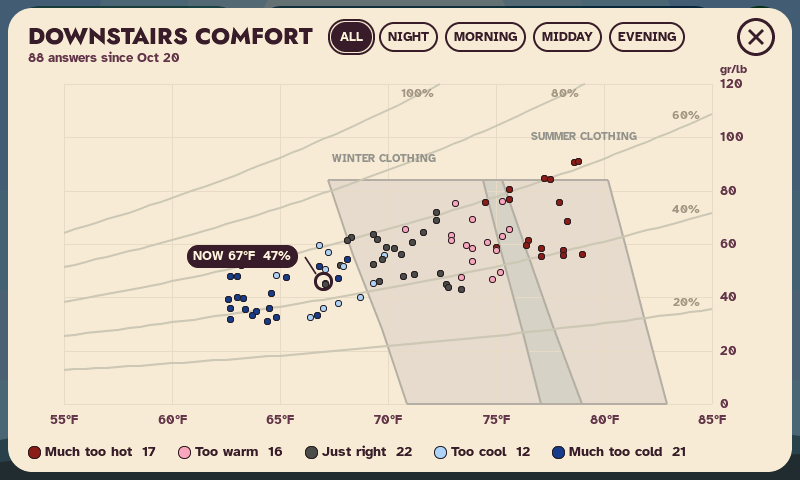 DOWNSTAIRS COMFORT
ALL NIGHT MORNING MIDDAY EVENING
88 answers since Oct 20
gr/lb
120
100% 80%
60%
100
SUMMER CLOTHING
WINTER CLOTHING
80
40%
60
NOW 67°F 47%
40
20%
20
0
55°F 60°F 65°F 70°F 75°F 80°F 85°F
Much too hot 17 Too warm 16 Just right 22 Too cool 12 Much too cold 21